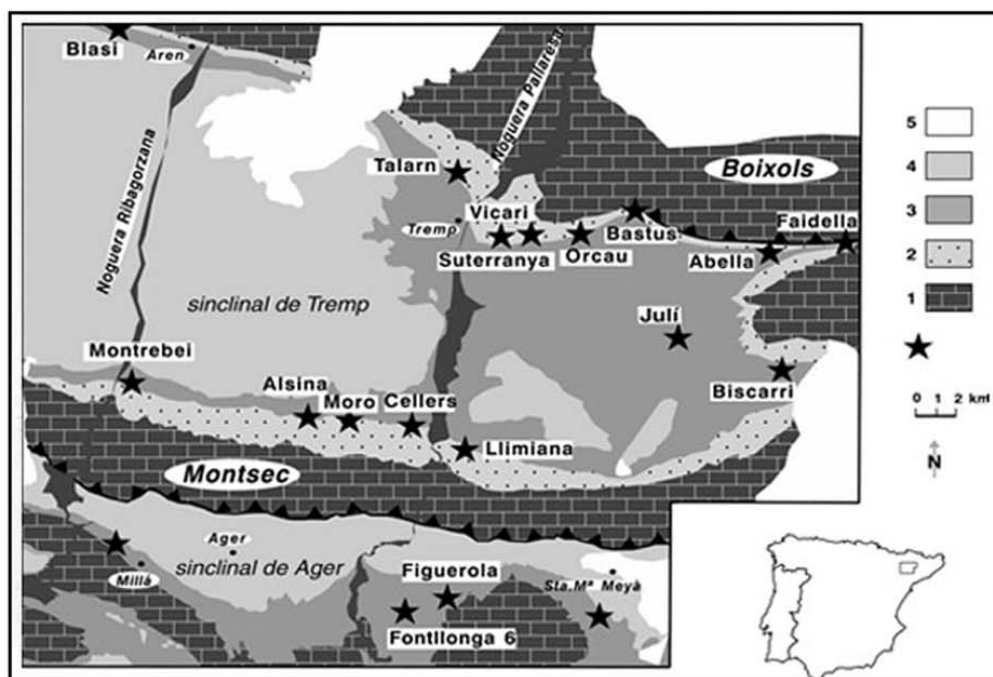 Blasi
Aren
Noguera Ribagorzana
Noguera Pallaresa
Talarn
Boixols
Vicari
Tremp
Suterranya
Orcau
Bastus
Faidella
Abella
sinclinal de Tremp
Julí
Montrebei
Alsina
Moro
Cellers
Biscarri
Llimiana
Montsec
Ager
sinclinal de Ager
Millá
Figuerola
Sta.Mª Meyà
Fontllonga 6
5
4
3
2
1
0 1 2 km
N